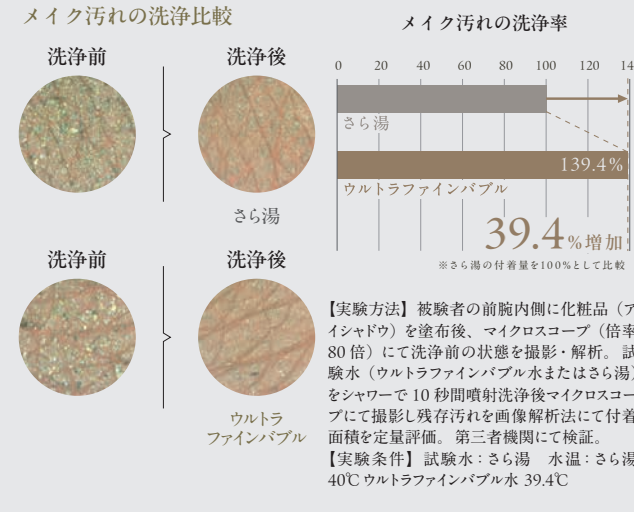 メイク汚れの洗浄比較
洗浄前
洗浄後
さら湯
洗浄前
洗浄後
ウルトラ
ファインバブル
メイク汚れの洗浄率
0 20 40 60 80 100 120 14
さら湯
139.4%
ウルトラファインバブル
39.4%増加
※さら湯の付着量を100%として比較
【実験方法】被験者の前腕内側に化粧品（ア
イシャドウ）を塗布後、マイクロスコープ（倍率
80 倍）にて洗浄前の状態を撮影・解析。試
験水（ウルトラファインバブル水またはさら湯）
をシャワーで 10 秒間噴射洗浄後マイクロスコー
プにて撮影し残存汚れを画像解析法にて付着
面積を定量評価。第三者機関にて検証。
【実験条件】試験水：さら湯　水温：さら湯
40℃ ウルトラファインバブル水 39.4℃